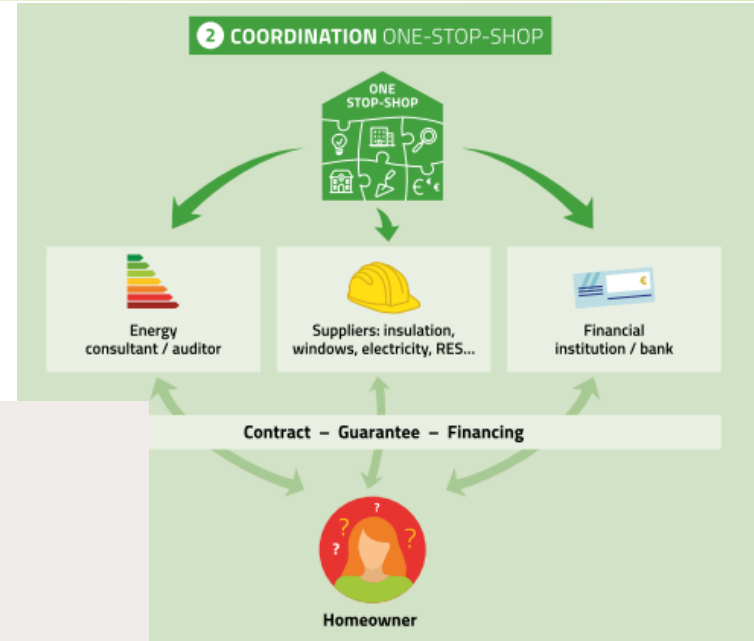 2 COORDINATION ONE-STOP-SHOP
ONE
STOP-SHOP
€ € €
€
Energy
consultant / auditor
Suppliers: insulation,
windows, electricity, RES...
Financial
institution / bank
Contract – Guarantee – Financing
?
? ?
?
Homeowner